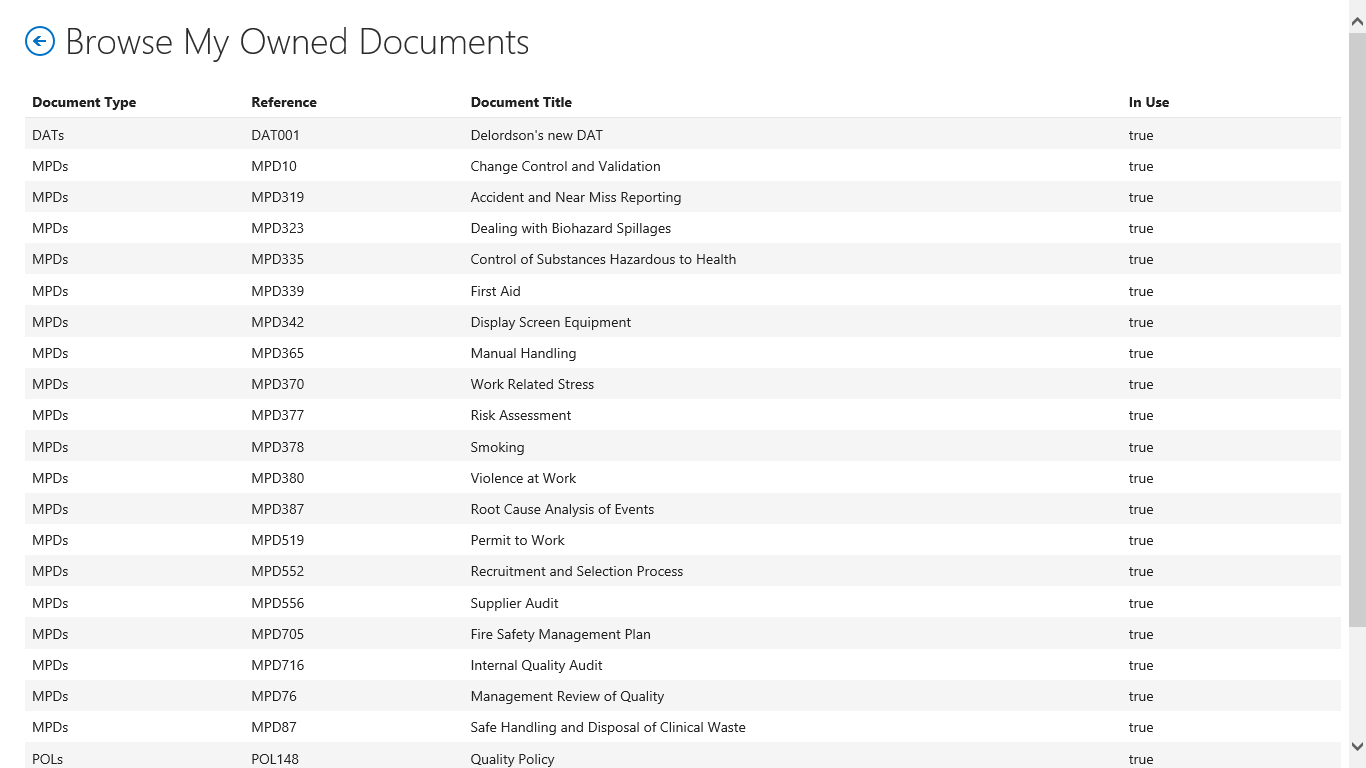 Browse My Owned Documents
Document Type Reference Document Title In Use
DATs DAT001 Delordson's new DAT true
MPDs MPD10 Change Control and Validation true
MPDs MPD319 Accident and Near Miss Reporting true
MPDs MPD323 Dealing with Biohazard Spillages true
MPDs MPD335 Control of Substances Hazardous to Health true
MPDs MPD339 First Aid true
MPDs MPD342 Display Screen Equipment true
MPDs MPD365 Manual Handling true
MPDs MPD370 Work Related Stress true
MPDs MPD377 Risk Assessment true
MPDs MPD378 Smoking true
MPDs MPD380 Violence at Work true
MPDs MPD387 Root Cause Analysis of Events true
MPDs MPD519 Permit to Work true
MPDs MPD552 Recruitment and Selection Process true
MPDs MPD556 Supplier Audit true
MPDs MPD705 Fire Safety Management Plan true
MPDs MPD716 Internal Quality Audit true
MPDs MPD76 Management Review of Quality true
MPDs MPD87 Safe Handling and Disposal of Clinical Waste true
POLs POL148 Quality Policy true